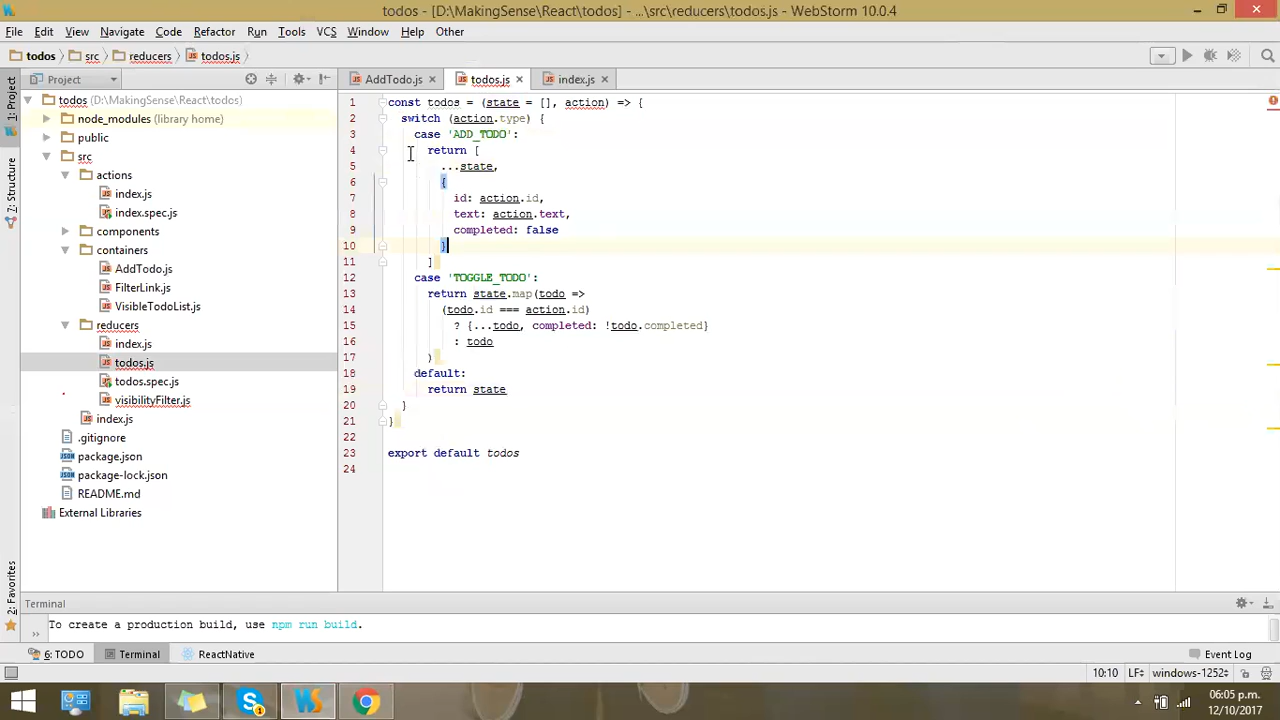 todos - [D:\MakingSense\React\todos] - ...\src\reducers\todos.js - WebStorm 10.0.4
File Edit View Navigate Code Refactor Run Tools VCS Window Help Other
todos src reducers todos.js
Project AddTodo.js todos.js index.js
1: Project
7: Structure
2: Favorites
todos (D:\MakingSense\React\todos)
node_modules (library home)
public
src
actions
index.js
index.spec.js
components
containers
AddTodo.js
FilterLink.js
VisibleTodoList.js
reducers
index.js
todos.js
todos.spec.js
visibilityFilter.js
index.js
.gitignore
package.json
package-lock.json
README.md
External Libraries
1 const todos = (state = [], action) => {
2 switch (action.type) {
3 case 'ADD_TODO':
4 return [
5 ...state,
6 {
7 id: action.id,
8 text: action.text,
9 completed: false
10 }
11 ]
12 case 'TOGGLE_TODO':
13 return state.map(todo =>
14 (todo.id === action.id)
15 ? {...todo, completed: !todo.completed}
16 : todo
17 )
18 default:
19 return state
20 }
21 }
22
23 export default todos
24
Terminal
To create a production build, use npm run build.
6: TODO Terminal ReactNative Event Log
10:10 LF windows-1252
06:05 p.m.
12/10/2017